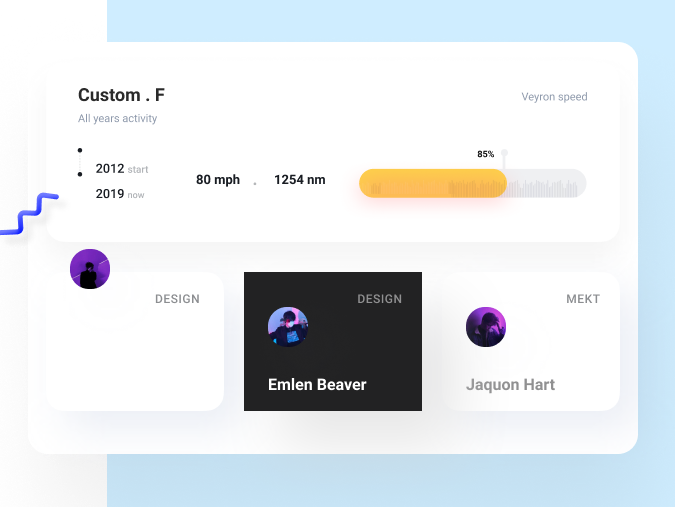 Custom . F
Veyron speed
All years activity
85%
2012 start
80 mph . 1254 nm
2019 now
DESIGN
DESIGN
MEKT
Emlen Beaver
Jaquon Hart